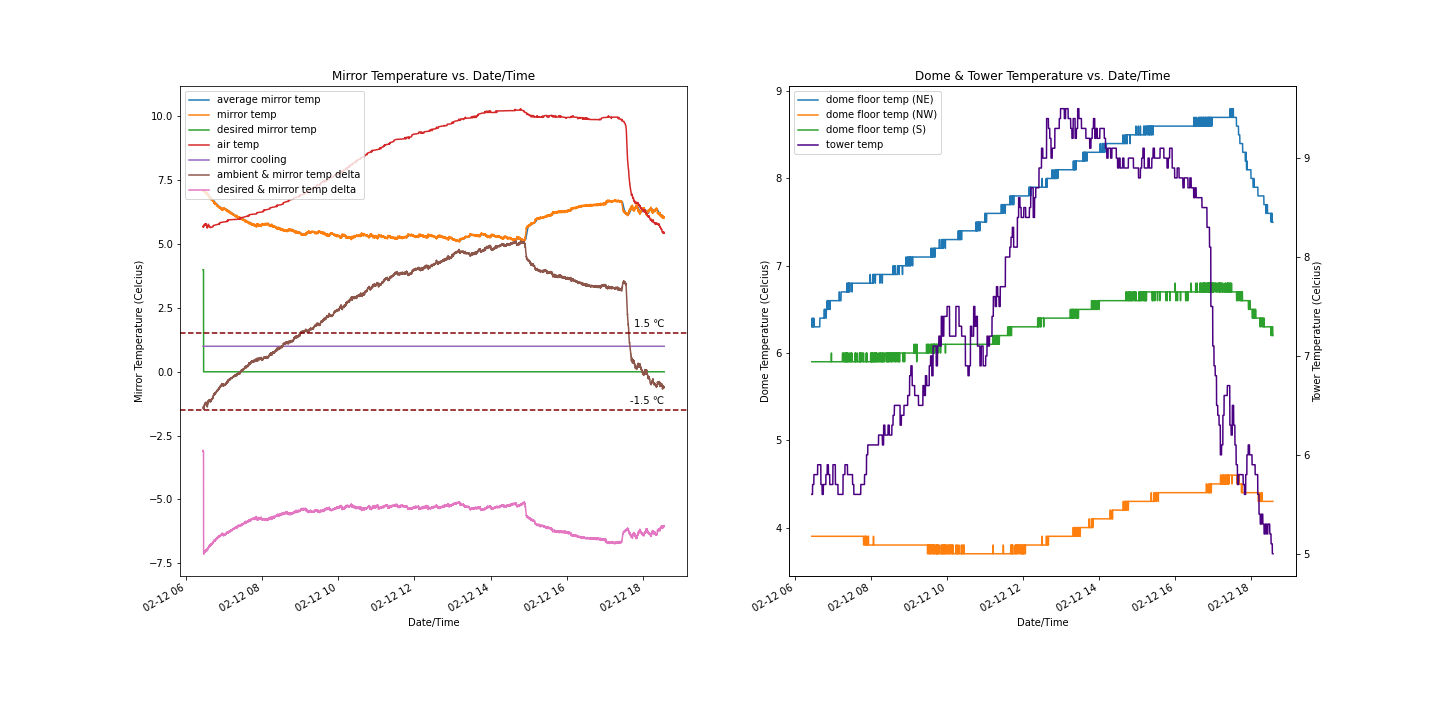 Mirror Temperature vs. Date/Time
average mirror temp
mirror temp
desired mirror temp
air temp
mirror cooling
ambient & mirror temp delta
desired & mirror temp delta
10.0
7.5
5.0
2.5
0.0
−2.5
−5.0
−7.5
Mirror Temperature (Celcius)
1.5 ℃
-1.5 ℃
02-12 06
02-12 08
02-12 10
02-12 12
02-12 14
02-12 16
02-12 18
Date/Time
Dome & Tower Temperature vs. Date/Time
dome floor temp (NE)
dome floor temp (NW)
dome floor temp (S)
tower temp
9
8
7
6
5
4
Dome Temperature (Celcius)
9
8
7
6
5
Tower Temperature (Celcius)
02-12 06
02-12 08
02-12 10
02-12 12
02-12 14
02-12 16
02-12 18
Date/Time